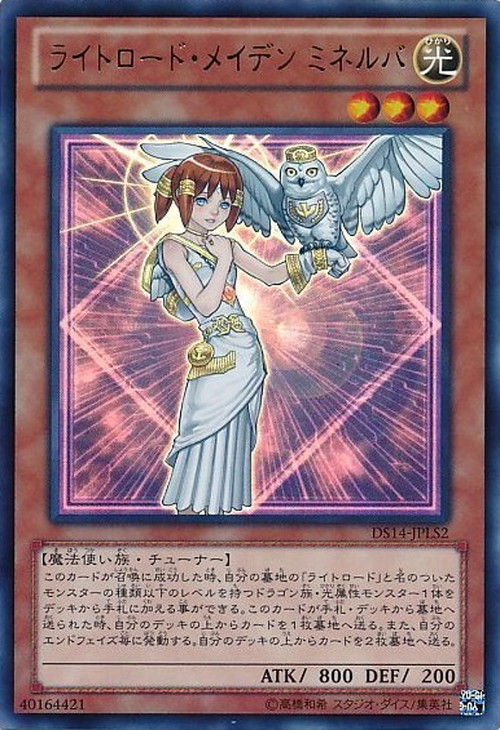 ライトロード・メイデン ミネルバ
光
DS14-JPLS2
【魔法使い族・チューナー】
このカードが召喚に成功した時、自分の墓地の「ライトロード」と名のついた
モンスターの種類以下のレベルを持つドラゴン族・光属性モンスター1体を
デッキから手札に加える事ができる。このカードが手札・デッキから墓地へ
送られた時、自分のデッキの上からカードを1枚墓地へ送る。また、自分の
エンドフェイズ毎に発動する。自分のデッキの上からカードを2枚墓地へ送る。
ATK/ 800 DEF/ 200
40164421
©高橋和希 スタジオ・ダイス/集英社